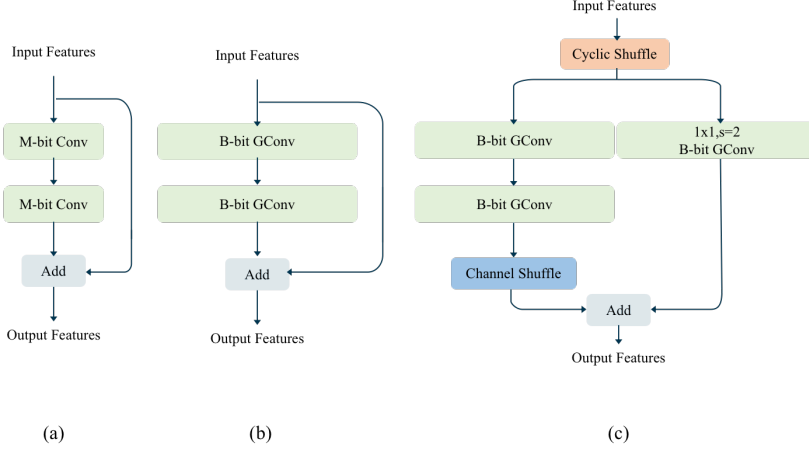 Input Features
M-bit Conv
M-bit Conv
Add
Output Features
(a)
Input Features
B-bit GConv
B-bit GConv
Add
Output Features
(b)
Input Features
Cyclic Shuffle
B-bit GConv
1x1,s=2
B-bit GConv
B-bit GConv
Channel Shuffle
Add
Output Features
(c)